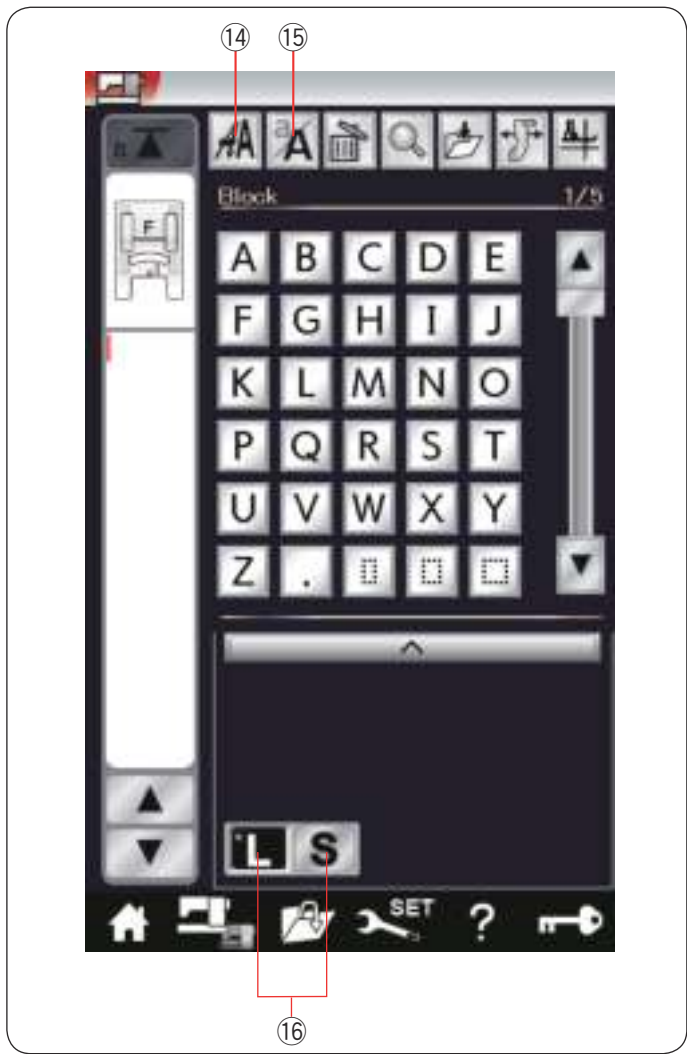 ⑭ ⑮
A A a A
Block 1/5
F
A B C D E
F G H I J
K L M N O
P Q R S T
U V W X Y
Z .
L S
SET ?
⑯